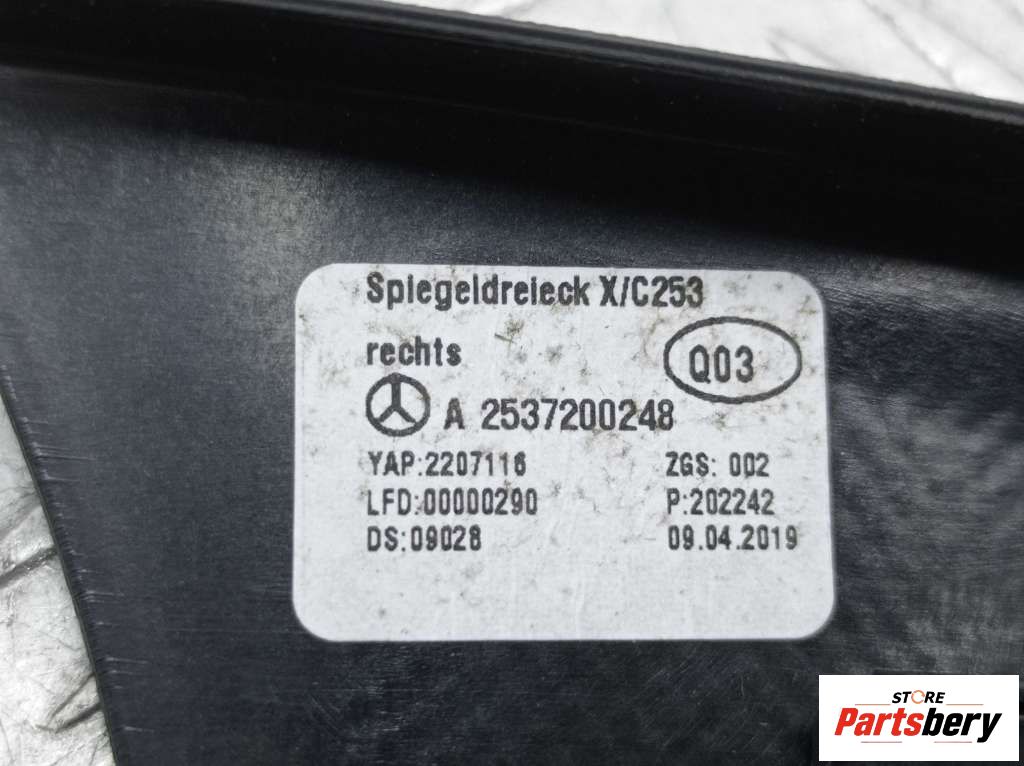 Spiegeldreieck X/C253
rechts
Q03
A 2537200248
YAP:2207116 ZGS: 002
LFD:00000290 P:202242
DS:09028 09.04.2019
STORE
Partsbery